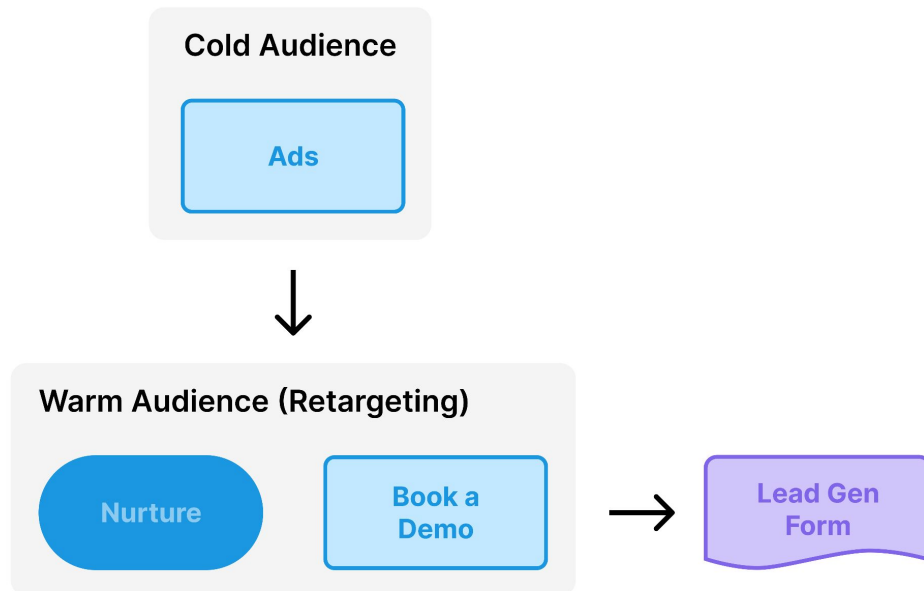 Cold Audience
Ads
Warm Audience (Retargeting)
Nurture
Book a
Demo
Lead Gen
Form